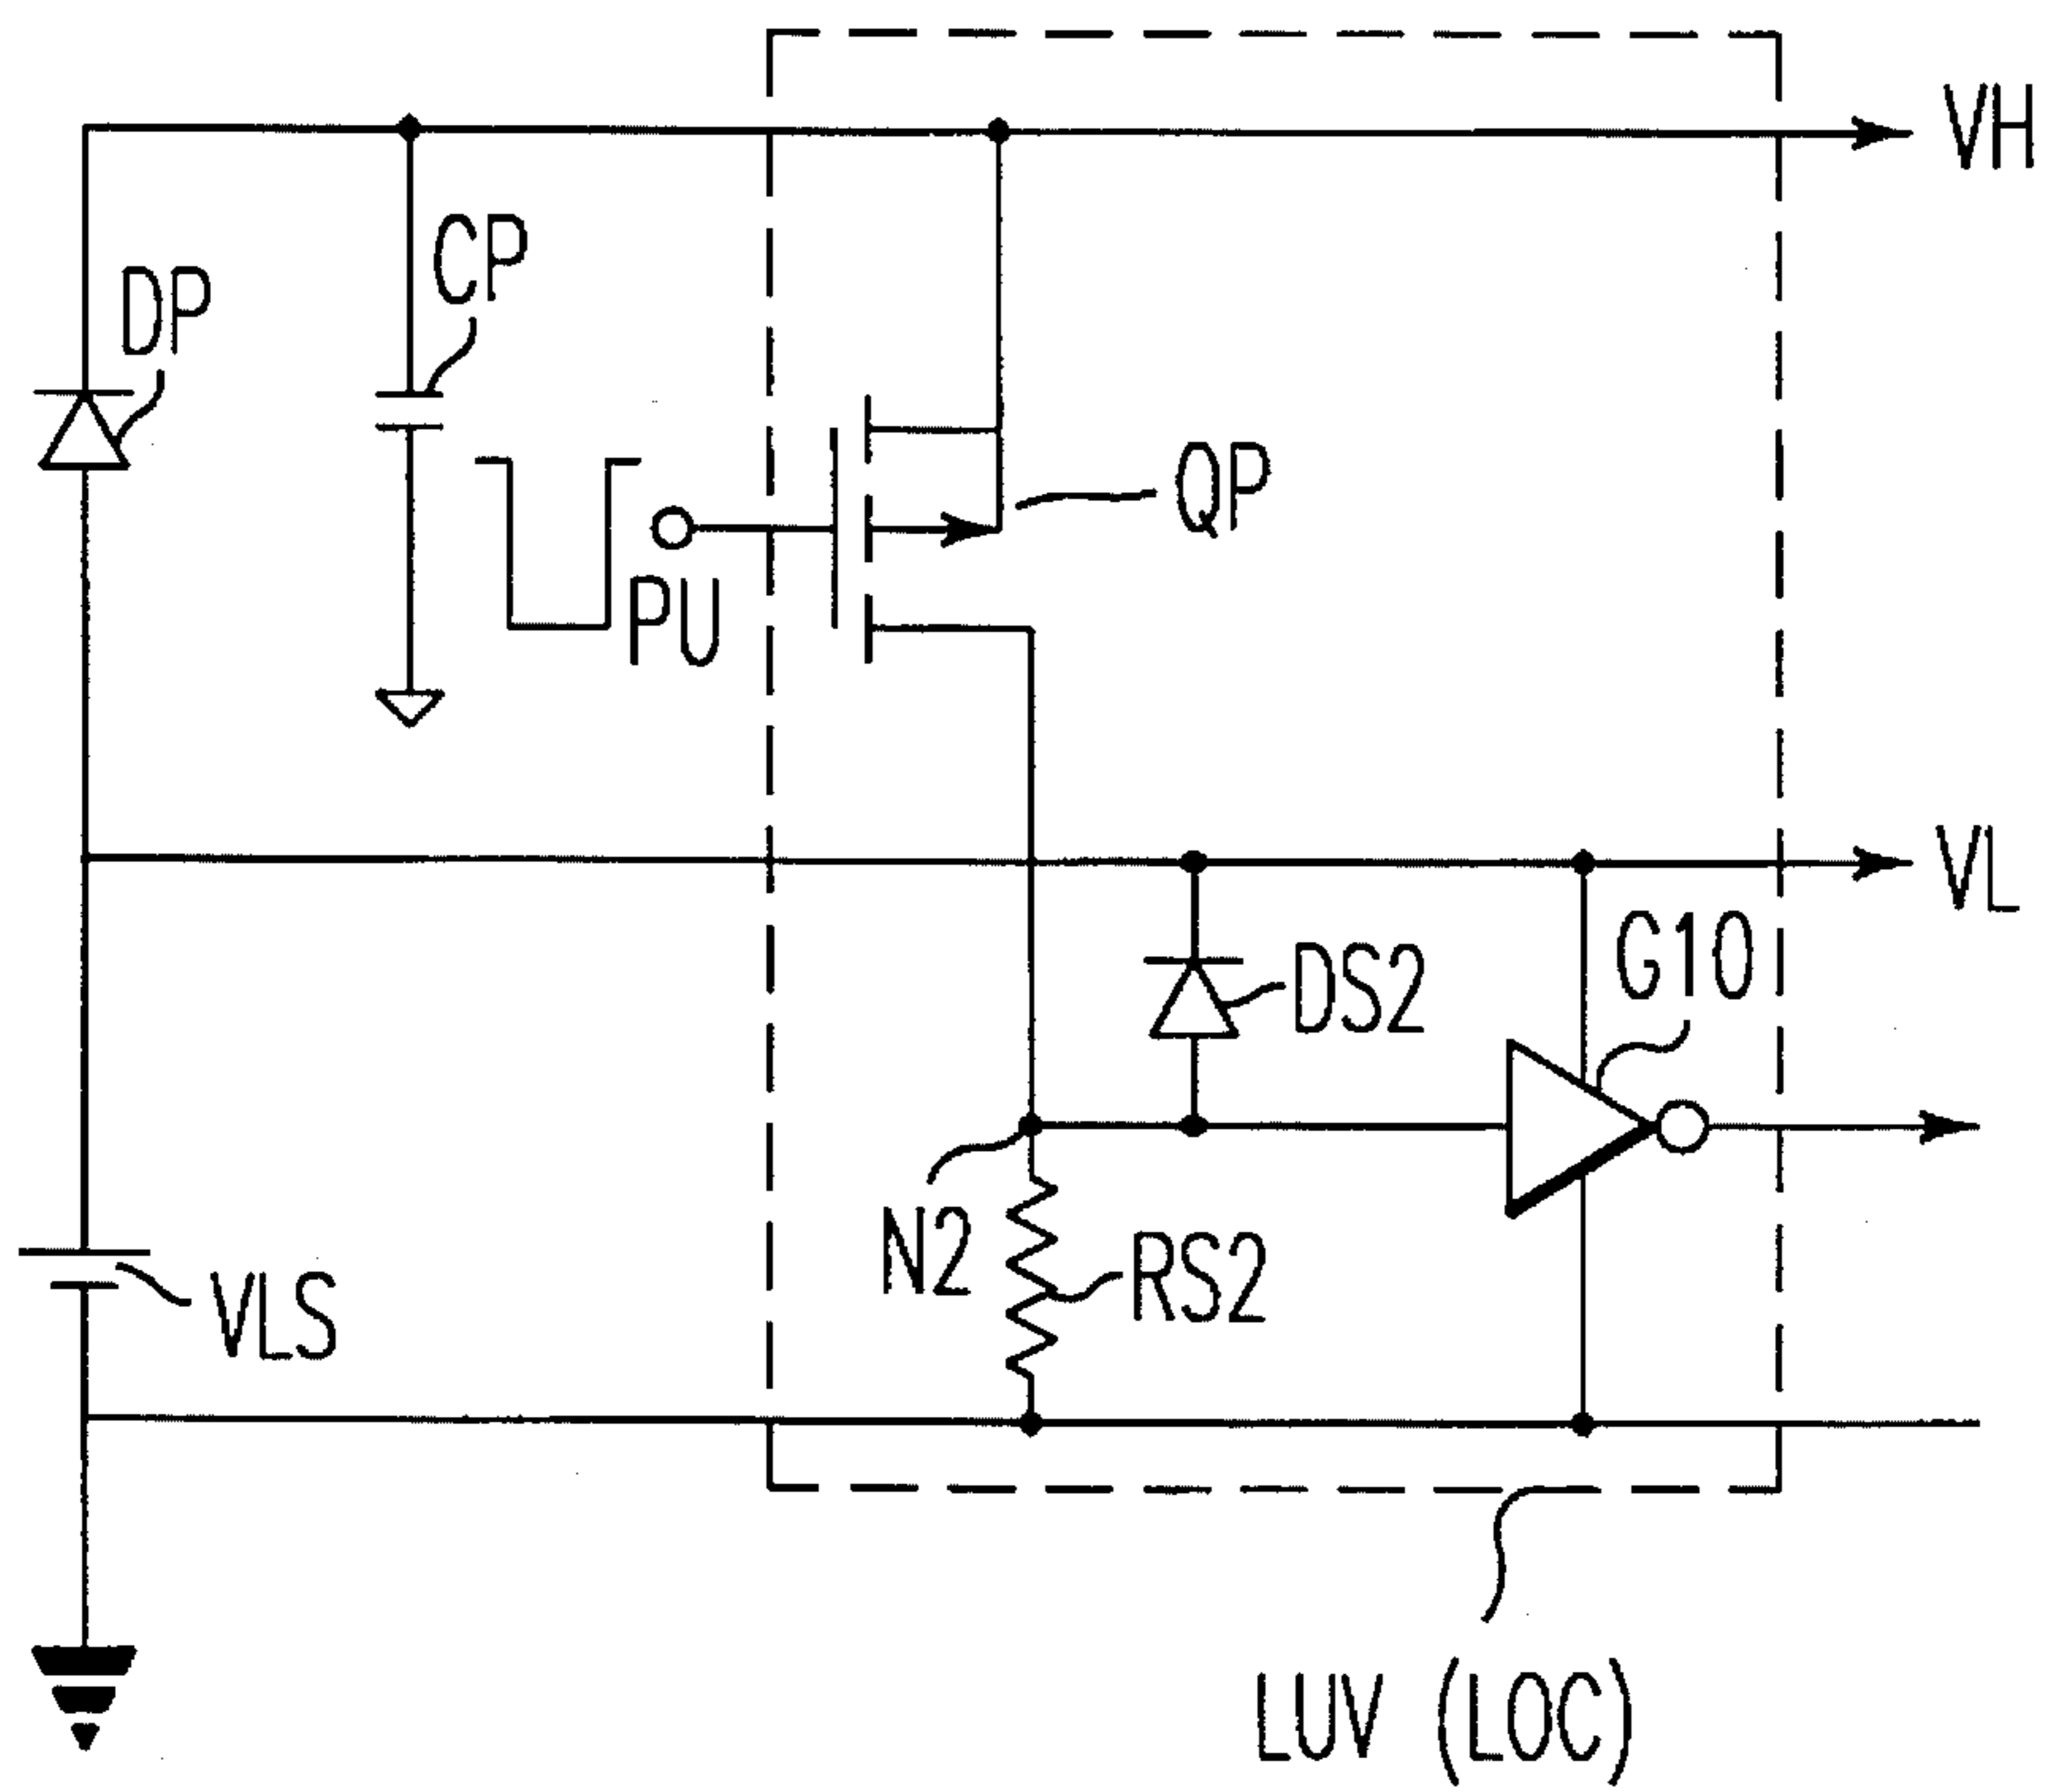 VH
CP
DP
QP
PU
VL
G10
DS2
N2
RS2
VLS
LUV (LOC)